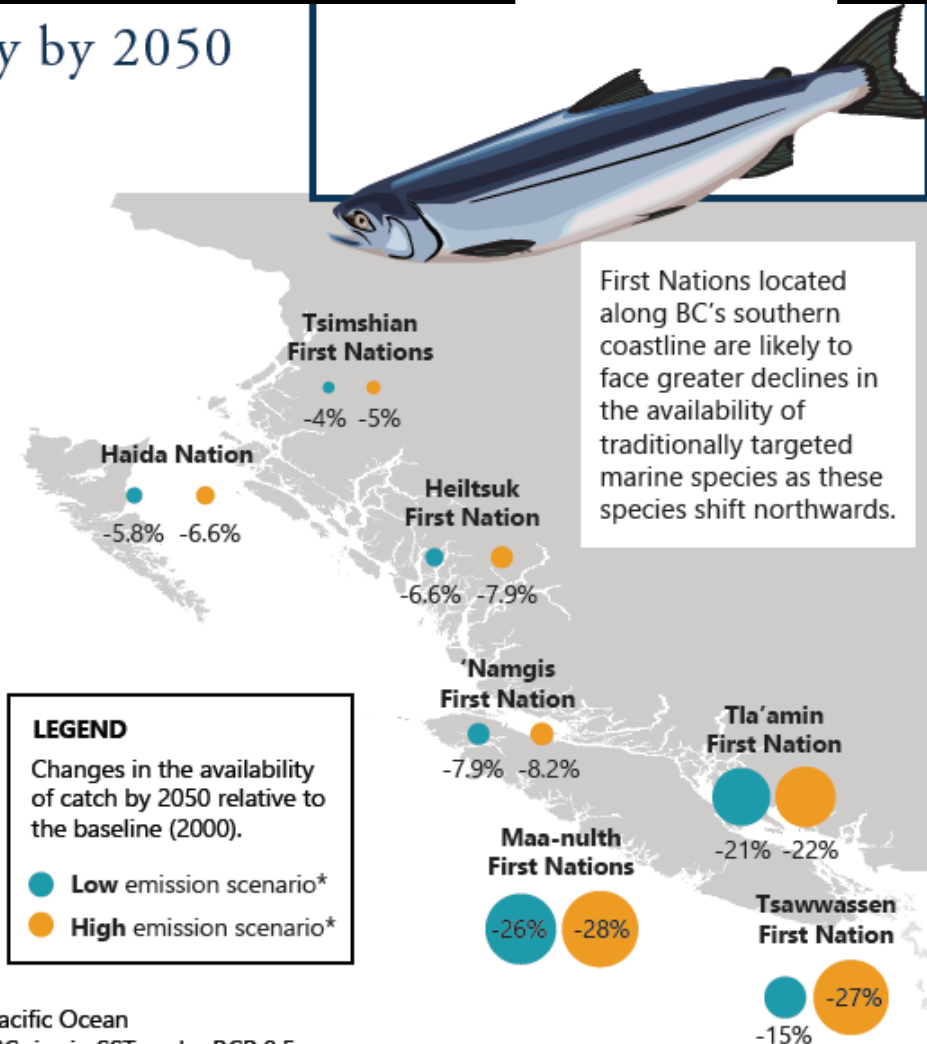 y by 2050
First Nations located
along BC's southern
coastline are likely to
face greater declines in
the availability of
traditionally targeted
marine species as these
species shift northwards.
Tsimshian
First Nations
-4% -5%
Haida Nation
-5.8% -6.6%
Heiltsuk
First Nation
-6.6% -7.9%
'Namgis
First Nation
-7.9% -8.2%
Tla'amin
First Nation
-21% -22%
Maa-nulth
First Nations
-26% -28%
Tsawwassen
First Nation
-27%
-15%
LEGEND
Changes in the availability
of catch by 2050 relative to
the baseline (2000).
Low emission scenario*
High emission scenario*
acific Ocean